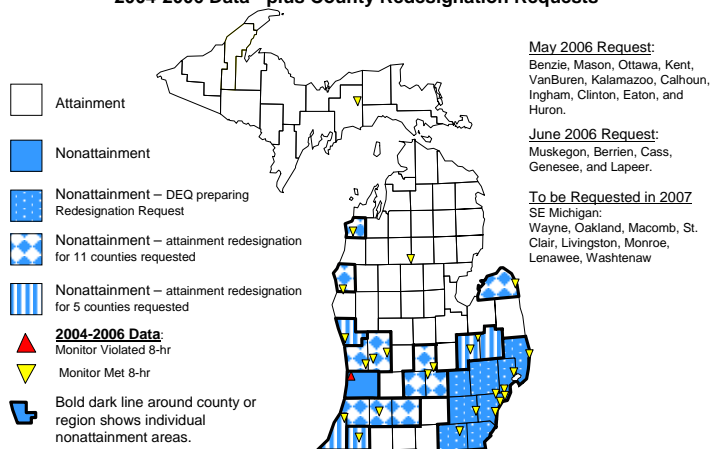 2004-2006 Data - plus County Redesignation Requests
Attainment
Nonattainment
Nonattainment – DEQ preparing
Redesignation Request
Nonattainment – attainment redesignation
for 11 counties requested
Nonattainment – attainment redesignation
for 5 counties requested
2004-2006 Data:
Monitor Violated 8-hr
Monitor Met 8-hr
Bold dark line around county or
region shows individual
nonattainment areas.
May 2006 Request:
Benzie, Mason, Ottawa, Kent,
VanBuren, Kalamazoo, Calhoun,
Ingham, Clinton, Eaton, and
Huron.
June 2006 Request:
Muskegon, Berrien, Cass,
Genesee, and Lapeer.
To be Requested in 2007
SE Michigan:
Wayne, Oakland, Macomb, St.
Clair, Livingston, Monroe,
Lenawee, Washtenaw